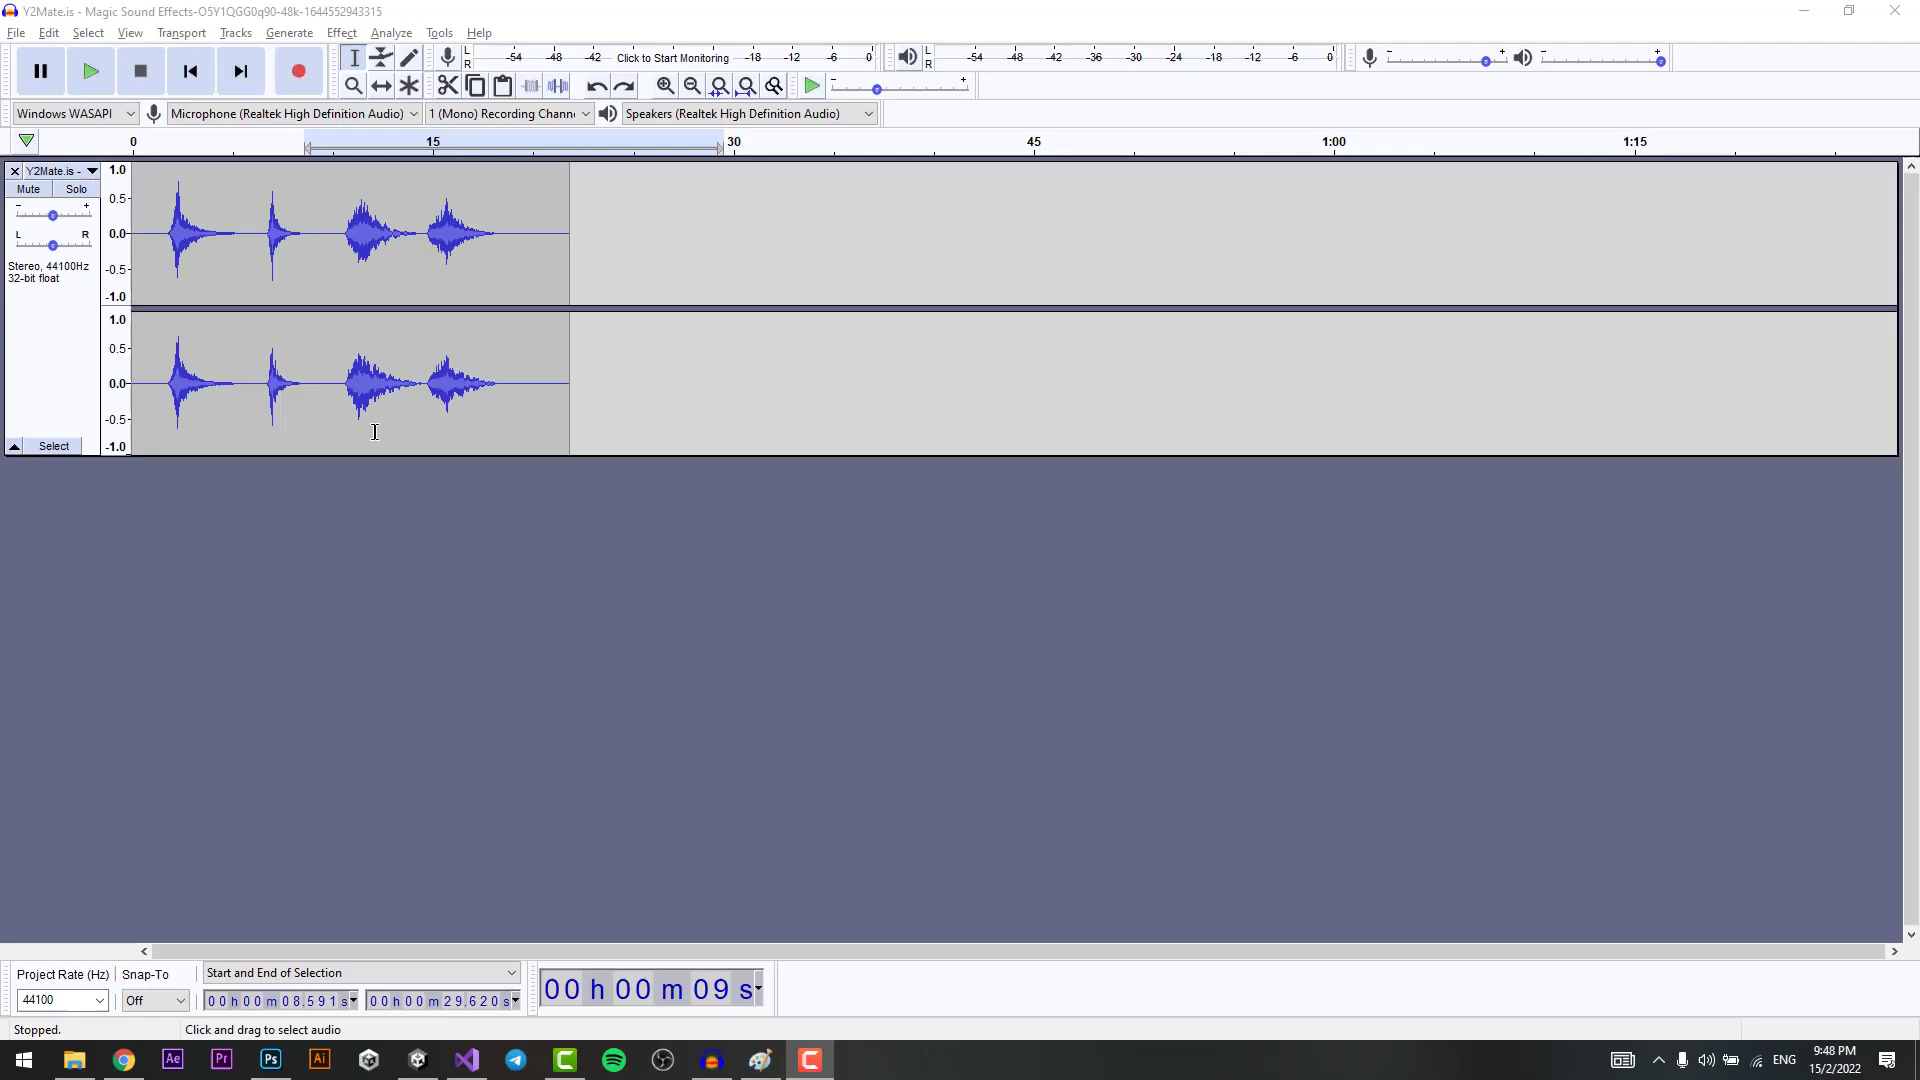 Y2Mate.is - Magic Sound Effects-O5Y1QGG0q90-48k-1644552943315
File Edit Select View Transport Tracks Generate Effect Analyze Tools Help
L R -54 -48 -42 Click to Start Monitoring -18 -12 -6 0 L R -54 -48 -42 -36 -30 -24 -18 -12 -6 0 - + - +
- +
Windows WASAPI Microphone (Realtek High Definition Audio) 1 (Mono) Recording Chann Speakers (Realtek High Definition Audio)
0 15 30 45 1:00 1:15
Y2Mate.is - 1.0
Mute Solo
- + 0.5
L R 0.0
Stereo, 44100Hz -0.5
32-bit float
-1.0
1.0
0.5
0.0
-0.5
Select -1.0
Project Rate (Hz) Snap-To Start and End of Selection
44100 Off 00 h 00 m 08.591 s 00 h 00 m 29.620 s 00 h 00 m 09 s
Stopped. Click and drag to select audio
Ae Pr Ps Ai ENG 9:48 PM
15/2/2022